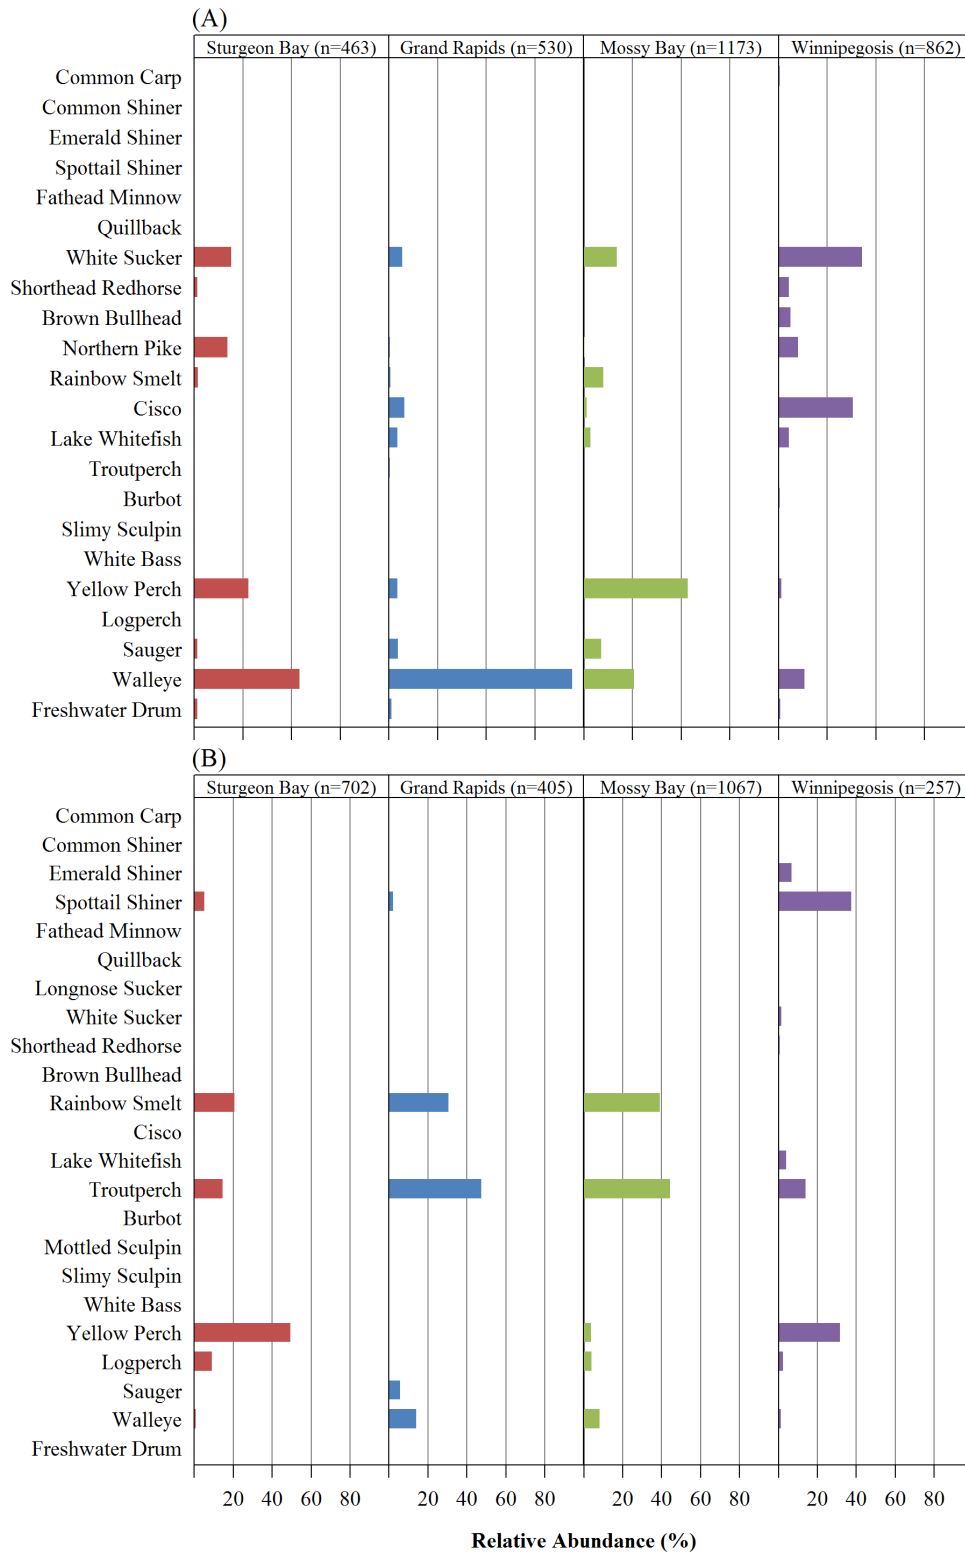 (A)
Sturgeon Bay (n=463) Grand Rapids (n=530) Mossy Bay (n=1173) Winnipegosis (n=862)
Common Carp
Common Shiner
Emerald Shiner
Spottail Shiner
Fathead Minnow
Quillback
White Sucker
Shorthead Redhorse
Brown Bullhead
Northern Pike
Rainbow Smelt
Cisco
Lake Whitefish
Troutperch
Burbot
Slimy Sculpin
White Bass
Yellow Perch
Logperch
Sauger
Walleye
Freshwater Drum
(B)
Sturgeon Bay (n=702) Grand Rapids (n=405) Mossy Bay (n=1067) Winnipegosis (n=257)
Common Carp
Common Shiner
Emerald Shiner
Spottail Shiner
Fathead Minnow
Quillback
Longnose Sucker
White Sucker
Shorthead Redhorse
Brown Bullhead
Rainbow Smelt
Cisco
Lake Whitefish
Troutperch
Burbot
Mottled Sculpin
Slimy Sculpin
White Bass
Yellow Perch
Logperch
Sauger
Walleye
Freshwater Drum
20 40 60 80 20 40 60 80 20 40 60 80 20 40 60 80
Relative Abundance (%)